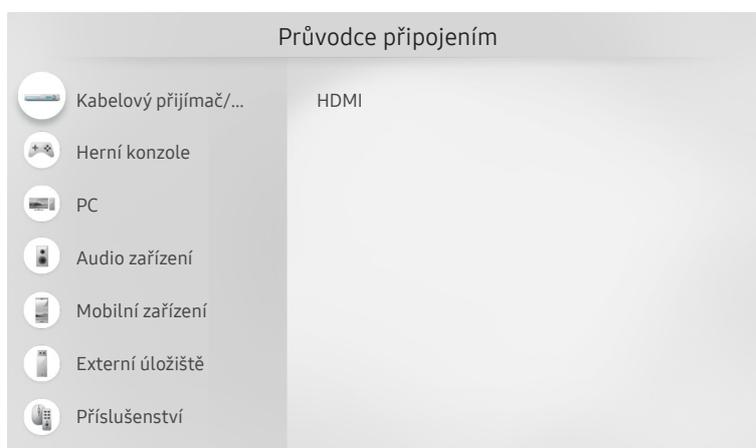 Průvodce připojením
Kabelový přijímač/...
HDMI
Herní konzole
PC
Audio zařízení
Mobilní zařízení
Externí úložiště
Příslušenství